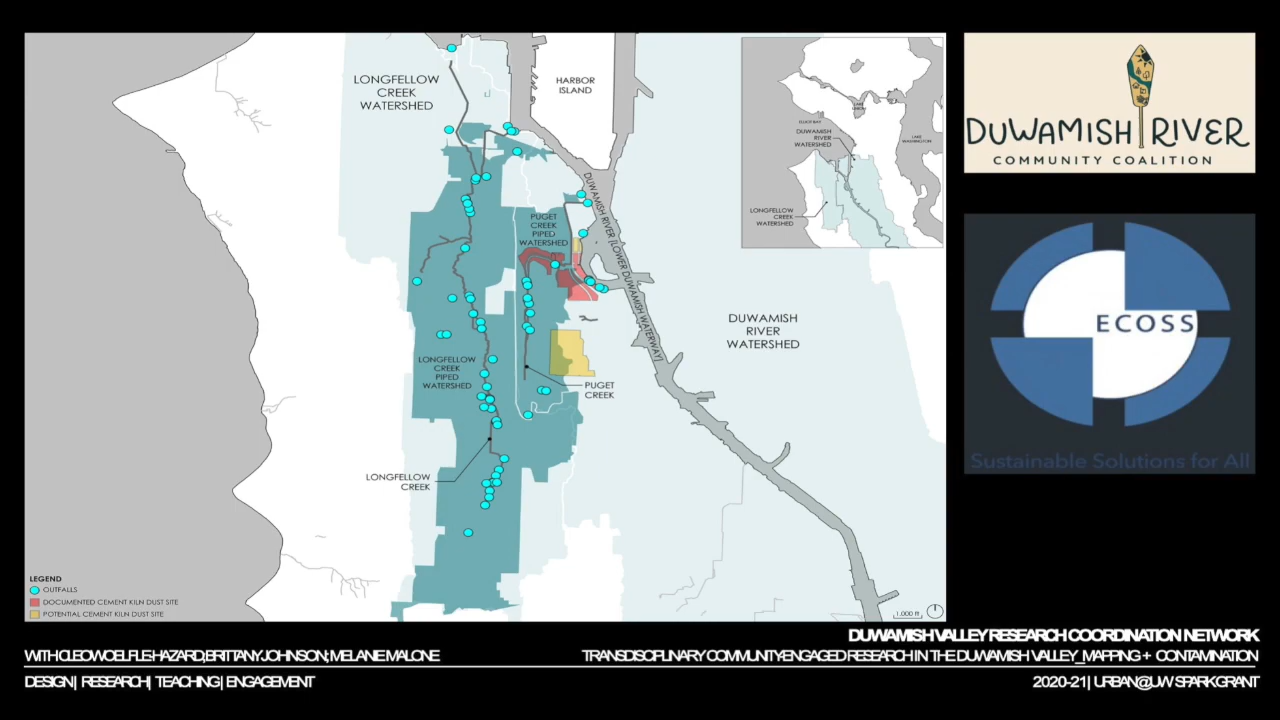 LONGFELLOW
CREEK
WATERSHED
HARBOR
ISLAND
DUWAMISH RIVER [LOWER DUWAMISH WATERWAY]
PUGET
CREEK
PIPED
WATERSHED
LONGFELLOW
CREEK
PIPED
WATERSHED
PUGET
CREEK
LONGFELLOW
CREEK
DUWAMISH
RIVER
WATERSHED
DUWAMISH
RIVER
WATERSHED
LONGFELLOW
CREEK
WATERSHED
LAKE
WASHINGTON
LEGEND
OUTFALLS
DOCUMENTED CEMENT KILN DUST SITE
POTENTIAL CEMENT KILN DUST SITE
1,000 ft
DUWAMISH RIVER
COMMUNITY COALITION
ECOSS
Sustainable Solutions for All
DUWAMISH VALLEY RESEARCH COORDINATION NETWORK
WITH CLEO WOELFLE-HAZARD, BRITTANY JOHNSON, MELANIE MALONE
TRANSDISCIPLINARY COMMUNITY-ENGAGED RESEARCH IN THE DUWAMISH VALLEY_MAPPING + CONTAMINATION
DESIGN | RESEARCH | TEACHING | ENGAGEMENT
2020-21 | URBAN@UW SPARK GRANT